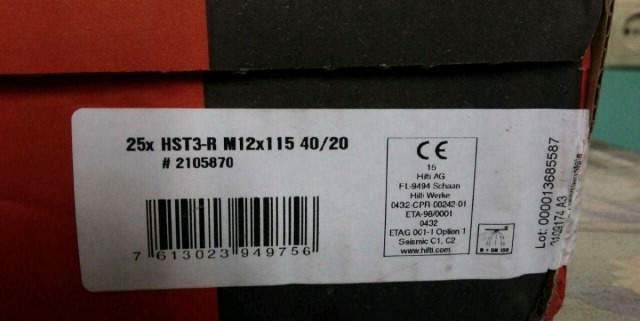 25x HST3-R M12x115 40/20
# 2105870
7 613023 949756
CE
15
Hilti AG
FL-9494 Schaan
Hilti Werke
0432-CPR-00242-01
ETA-98/0001
0432
ETAG 001-1 Option 1
Seismic C1, C2
www.hilti.com
Lot: 000013685587
A3